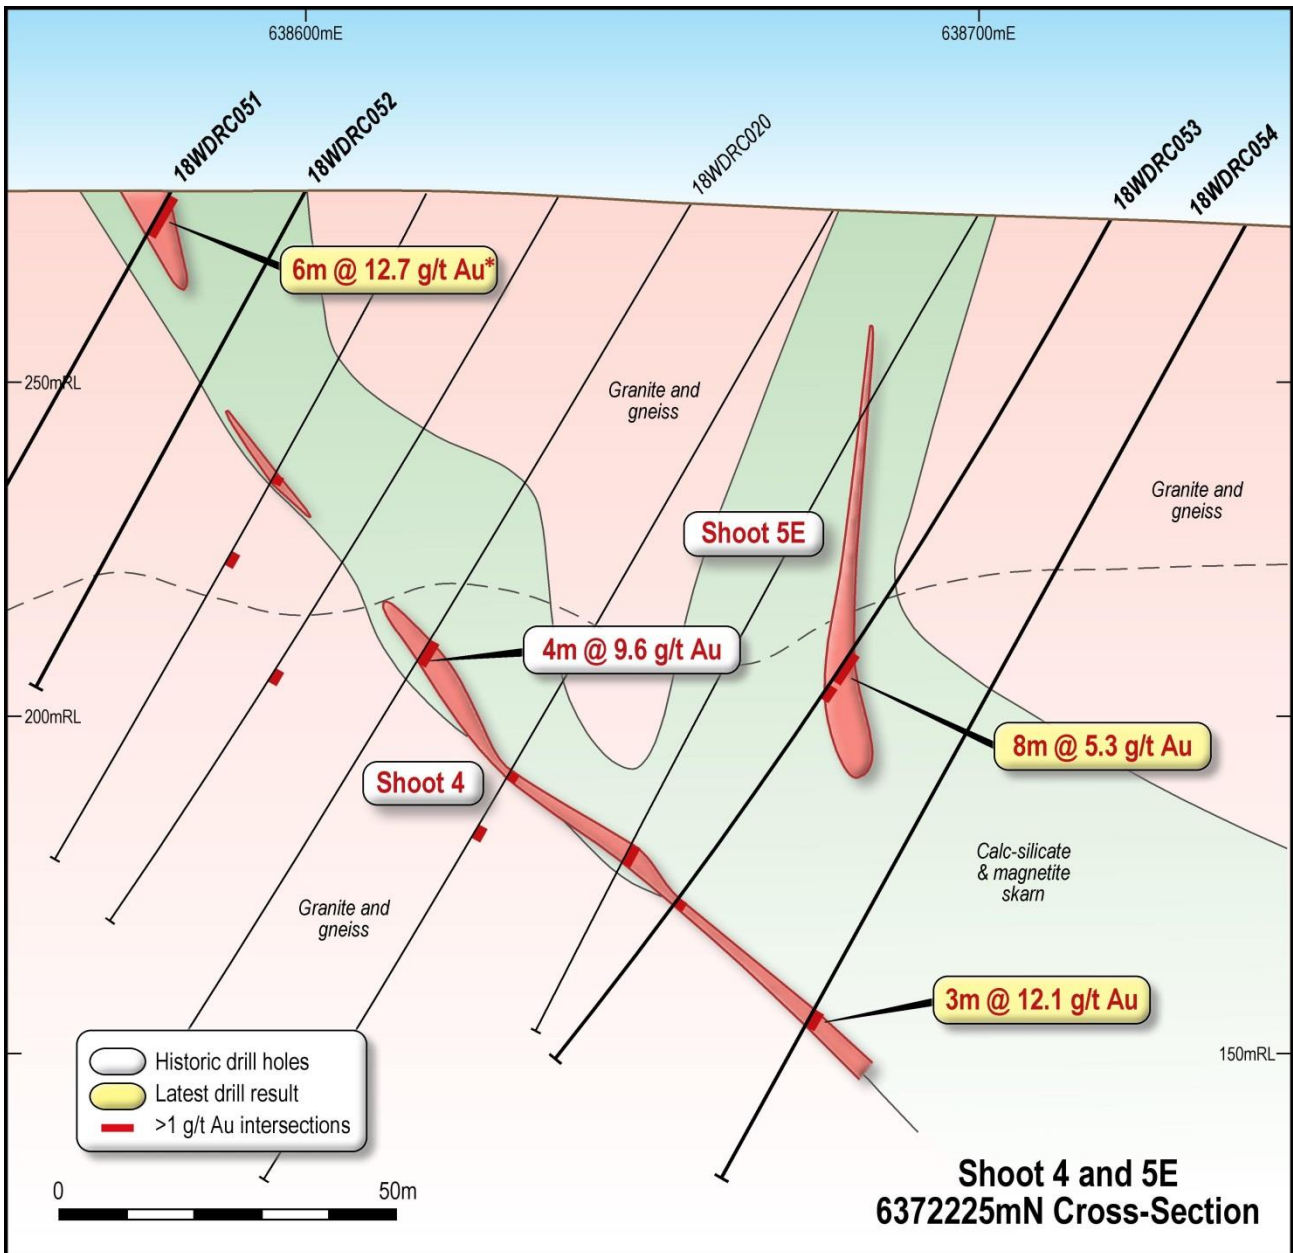 638600mE
638700mE
18WDRC051
18WDRC052
18WDRC020
18WDRC053
18WDRC054
6m @ 12.7 g/t Au*
250mRL
Granite and
gneiss
Granite and
gneiss
Shoot 5E
4m @ 9.6 g/t Au
200mRL
8m @ 5.3 g/t Au
Shoot 4
Calc-silicate
& magnetite
skarn
Granite and
gneiss
3m @ 12.1 g/t Au
150mRL
Historic drill holes
Latest drill result
>1 g/t Au intersections
0
50m
Shoot 4 and 5E
6372225mN Cross-Section